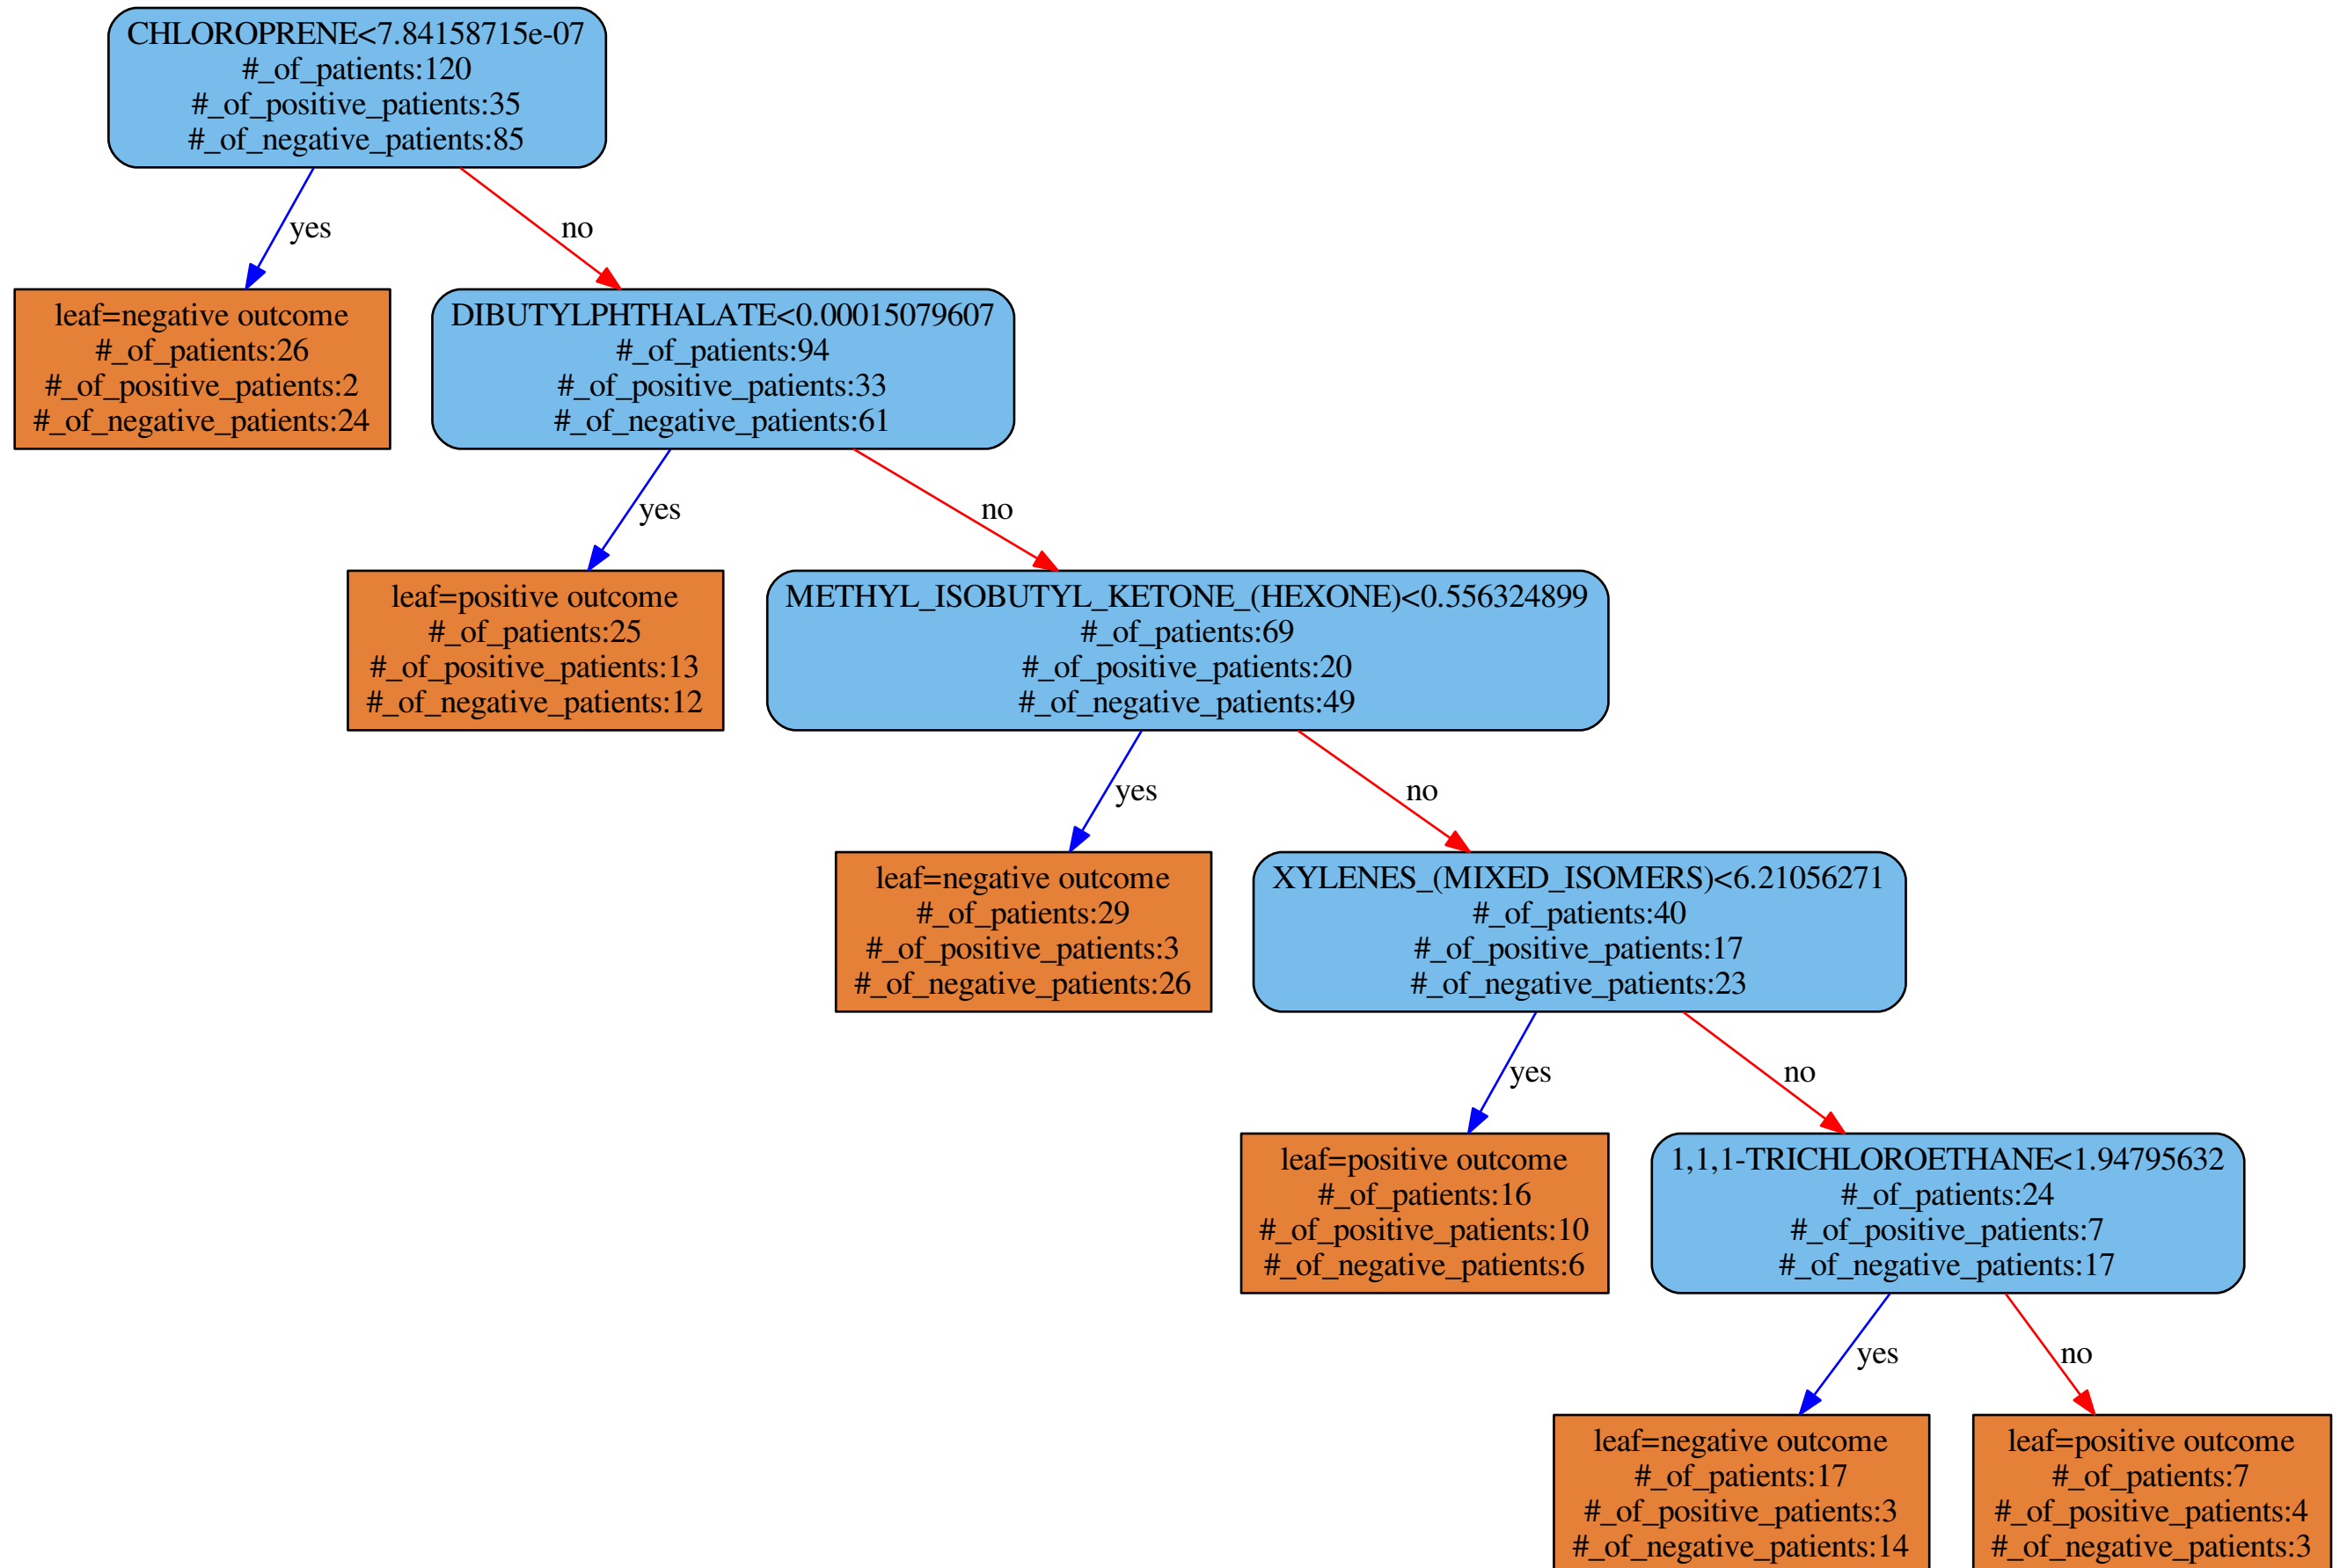 CHLOROPRENE<7.84158715e-07
#_of_patients:120
#_of_positive_patients:35
#_of_negative_patients:85
yes
no
leaf=negative outcome
#_of_patients:26
#_of_positive_patients:2
#_of_negative_patients:24
DIBUTYLPHTHALATE<0.00015079607
#_of_patients:94
#_of_positive_patients:33
#_of_negative_patients:61
yes
no
leaf=positive outcome
#_of_patients:25
#_of_positive_patients:13
#_of_negative_patients:12
METHYL_ISOBUTYL_KETONE_(HEXONE)<0.556324899
#_of_patients:69
#_of_positive_patients:20
#_of_negative_patients:49
yes
no
leaf=negative outcome
#_of_patients:29
#_of_positive_patients:3
#_of_negative_patients:26
XYLENES_(MIXED_ISOMERS)<6.21056271
#_of_patients:40
#_of_positive_patients:17
#_of_negative_patients:23
yes
no
leaf=positive outcome
#_of_patients:16
#_of_positive_patients:10
#_of_negative_patients:6
1,1,1-TRICHLOROETHANE<1.94795632
#_of_patients:24
#_of_positive_patients:7
#_of_negative_patients:17
yes
no
leaf=negative outcome
#_of_patients:17
#_of_positive_patients:3
#_of_negative_patients:14
leaf=positive outcome
#_of_patients:7
#_of_positive_patients:4
#_of_negative_patients:3